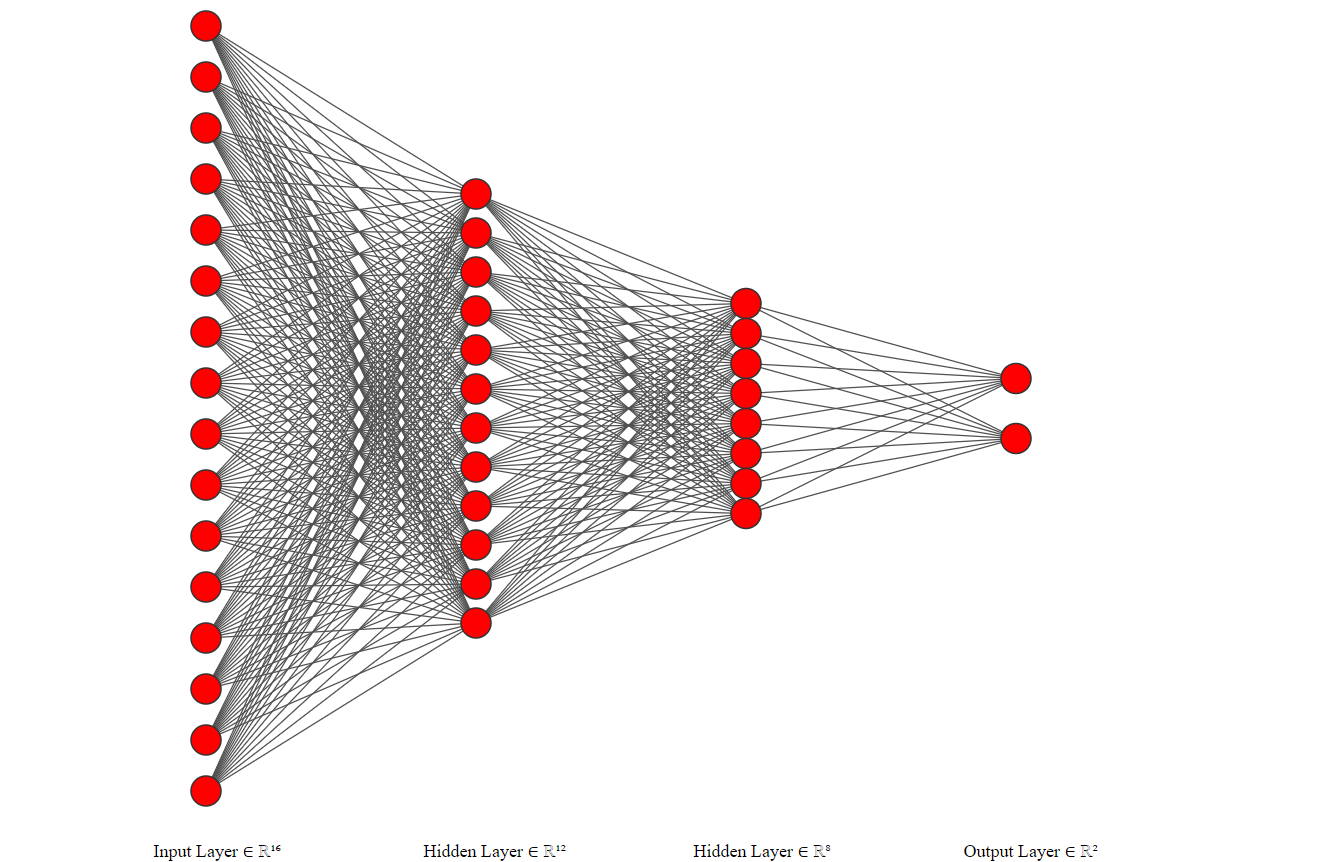 Input Layer ∈ ℝ¹⁶
Hidden Layer ∈ ℝ¹²
Hidden Layer ∈ ℝ⁸
Output Layer ∈ ℝ²